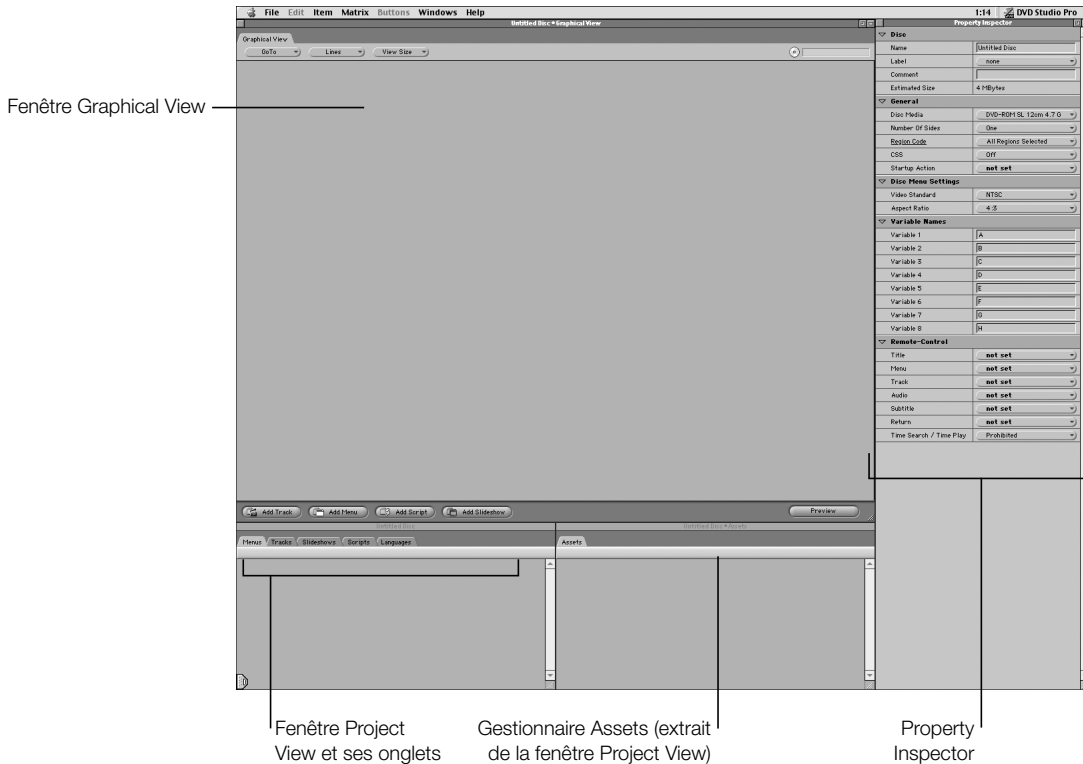 File Edit Item Matrix Buttons Windows Help 1:14 DVD Studio Pro
Untitled Disc • Graphical View
Graphical View
GoTo Lines View Size
Property Inspector
Disc
Name Untitled Disc
Label none
Comment
Estimated Size 4 MBytes
General
Disc Media DVD-ROM SL 12cm 4.7 G
Number Of Sides One
Region Code All Regions Selected
CSS Off
Startup Action not set
Disc Menu Settings
Video Standard NTSC
Aspect Ratio 4:3
Variable Names
Variable 1 A
Variable 2 B
Variable 3 C
Variable 4 D
Variable 5 E
Variable 6 F
Variable 7 G
Variable 8 H
Remote-Control
Title not set
Menu not set
Track not set
Audio not set
Subtitle not set
Return not set
Time Search / Time Play Prohibited
Fenêtre Graphical View
Add Track Add Menu Add Script Add Slideshow Preview
Untitled Disc
Menus Tracks Slideshows Scripts Languages
Untitled Disc • Assets
Assets
Fenêtre Project
View et ses onglets
Gestionnaire Assets (extrait
de la fenêtre Project View)
Property
Inspector